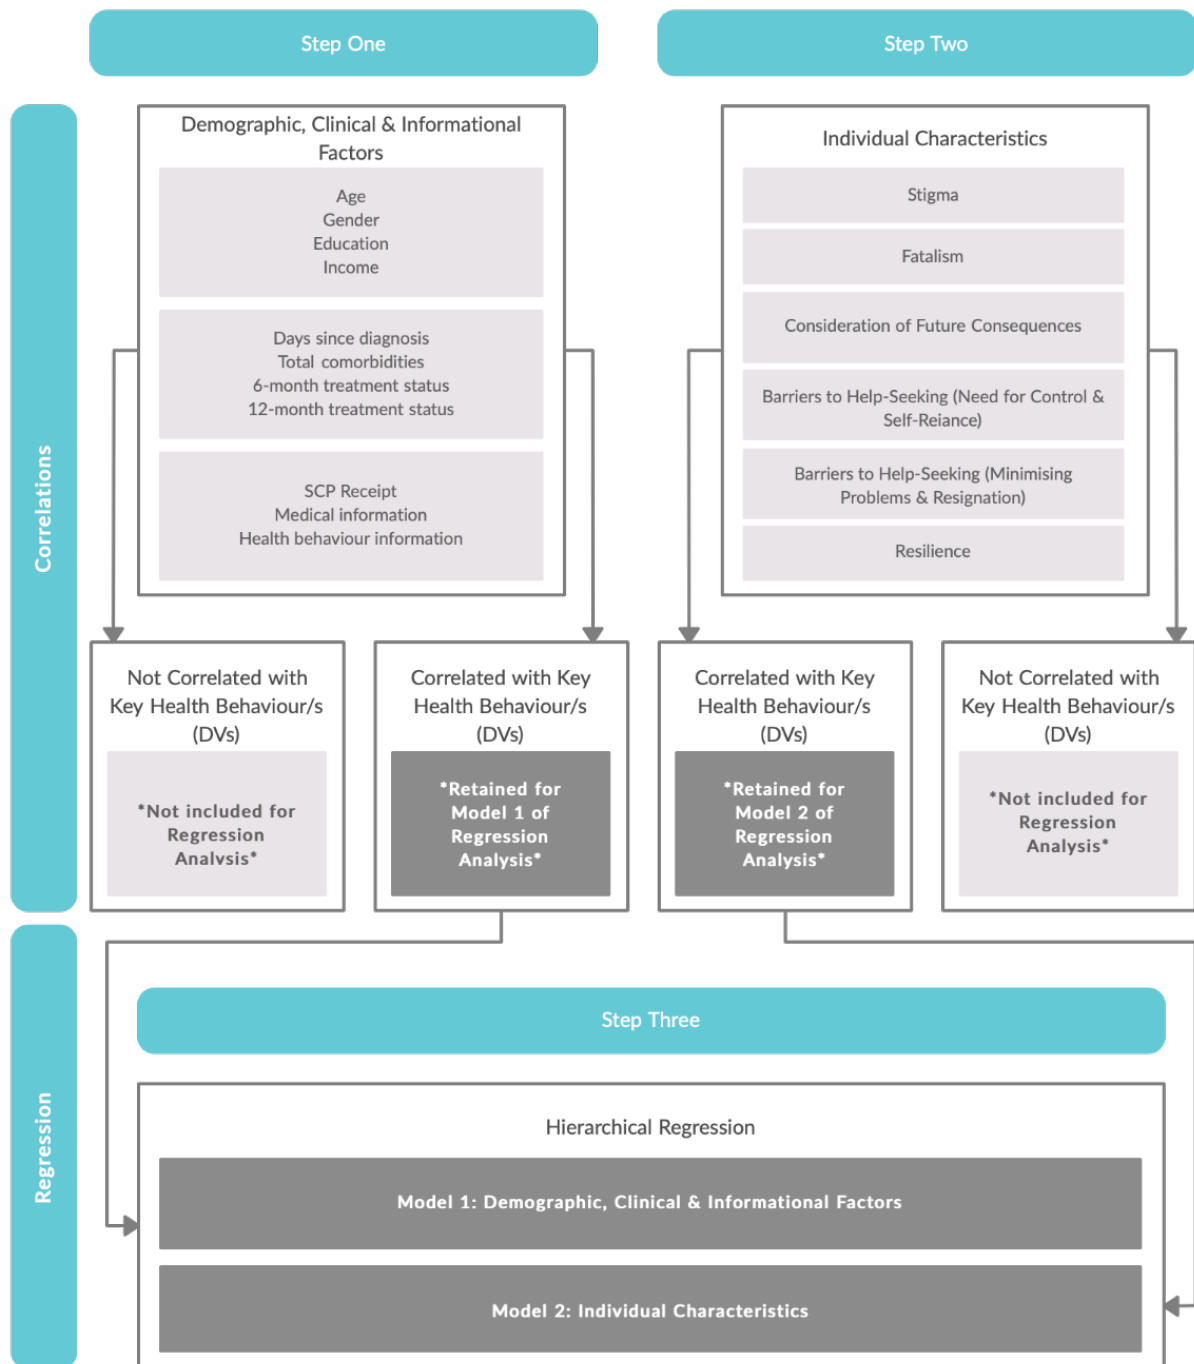 Step One
Step Two
Correlations
Demographic, Clinical & Informational
Factors
Age
Gender
Education
Income
Days since diagnosis
Total comorbidities
6-month treatment status
12-month treatment status
SCP Receipt
Medical information
Health behaviour information
Individual Characteristics
Stigma
Fatalism
Consideration of Future Consequences
Barriers to Help-Seeking (Need for Control &
Self-Reiance)
Barriers to Help-Seeking (Minimising
Problems & Resignation)
Resilience
Not Correlated with
Key Health Behaviour/s
(DVs)
*Not included for
Regression
Analysis*
Correlated with Key
Health Behaviour/s
(DVs)
*Retained for
Model 1 of
Regression
Analysis*
Correlated with Key
Health Behaviour/s
(DVs)
*Retained for
Model 2 of
Regression
Analysis*
Not Correlated with
Key Health Behaviour/s
(DVs)
*Not included for
Regression
Analysis*
Regression
Step Three
Hierarchical Regression
Model 1: Demographic, Clinical & Informational Factors
Model 2: Individual Characteristics